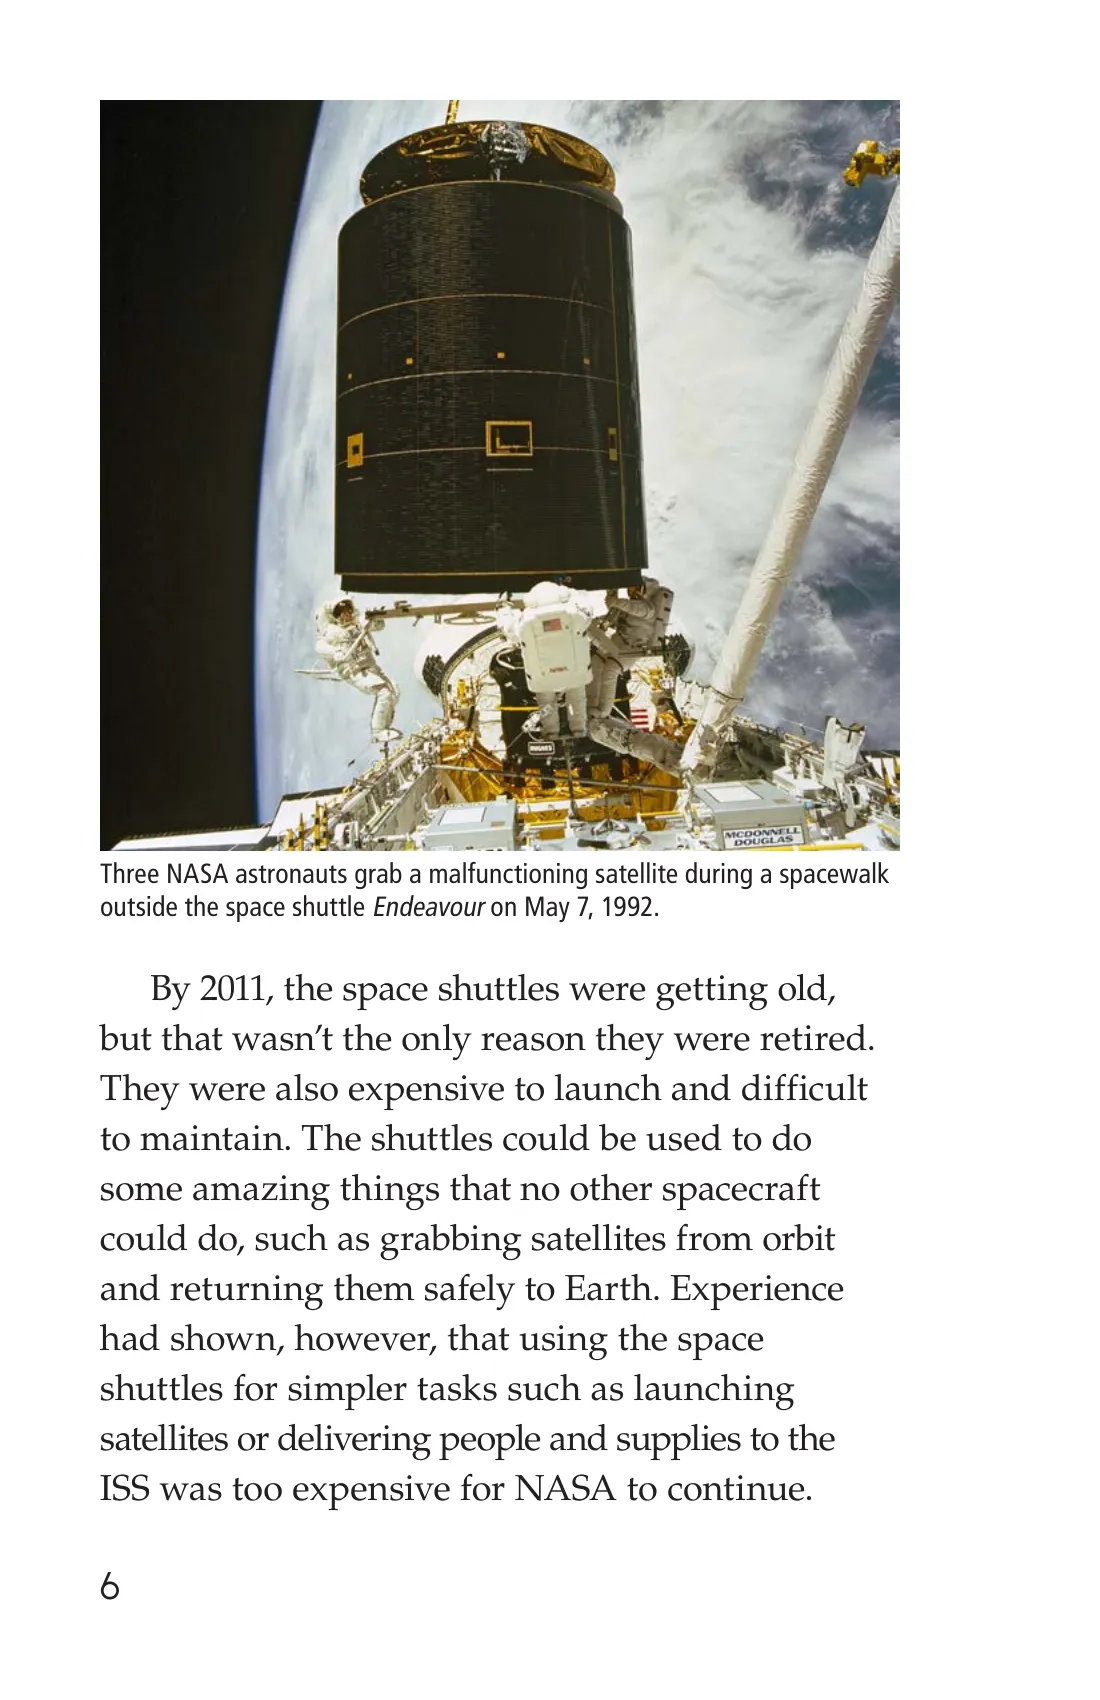 NASA
HUGHES
MCDONNELL
DOUGLAS
Three NASA astronauts grab a malfunctioning satellite during a spacewalk
outside the space shuttle Endeavour on May 7, 1992.
By 2011, the space shuttles were getting old,
but that wasn’t the only reason they were retired.
They were also expensive to launch and difficult
to maintain. The shuttles could be used to do
some amazing things that no other spacecraft
could do, such as grabbing satellites from orbit
and returning them safely to Earth. Experience
had shown, however, that using the space
shuttles for simpler tasks such as launching
satellites or delivering people and supplies to the
ISS was too expensive for NASA to continue.
6